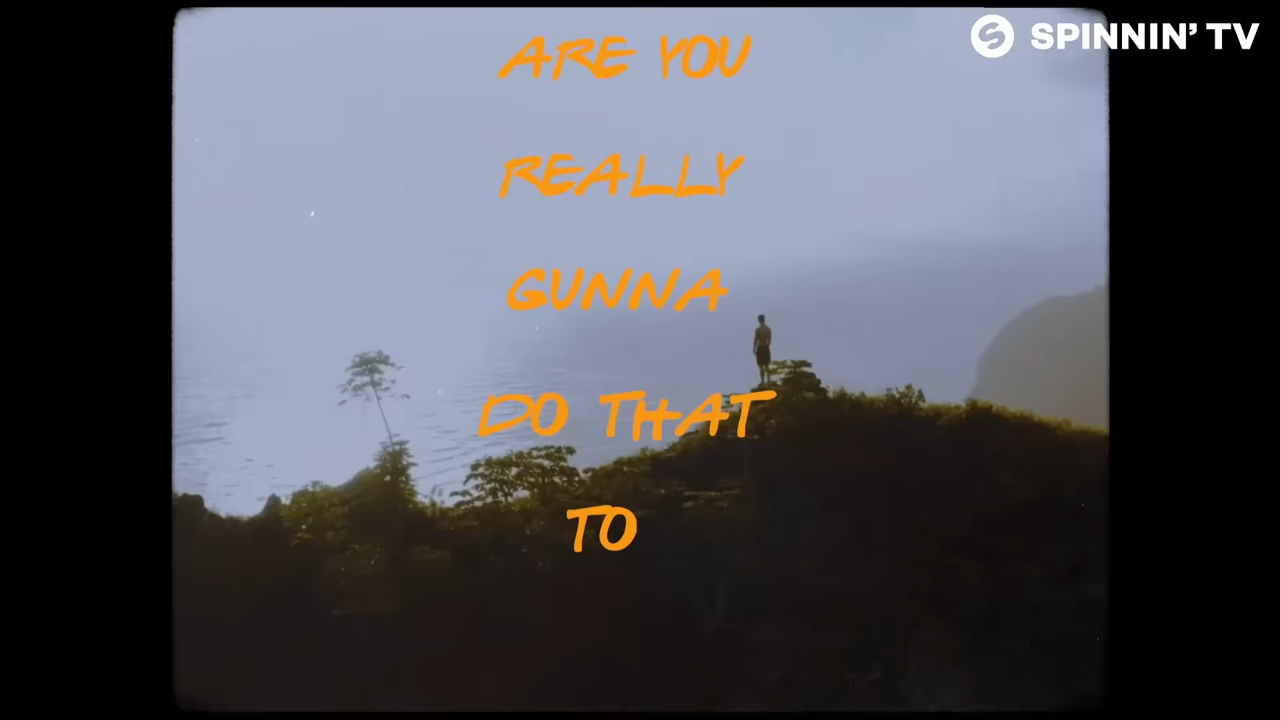 SPINNIN' TV
ARE YOU
REALLY
GUNNA
DO THAT
TO